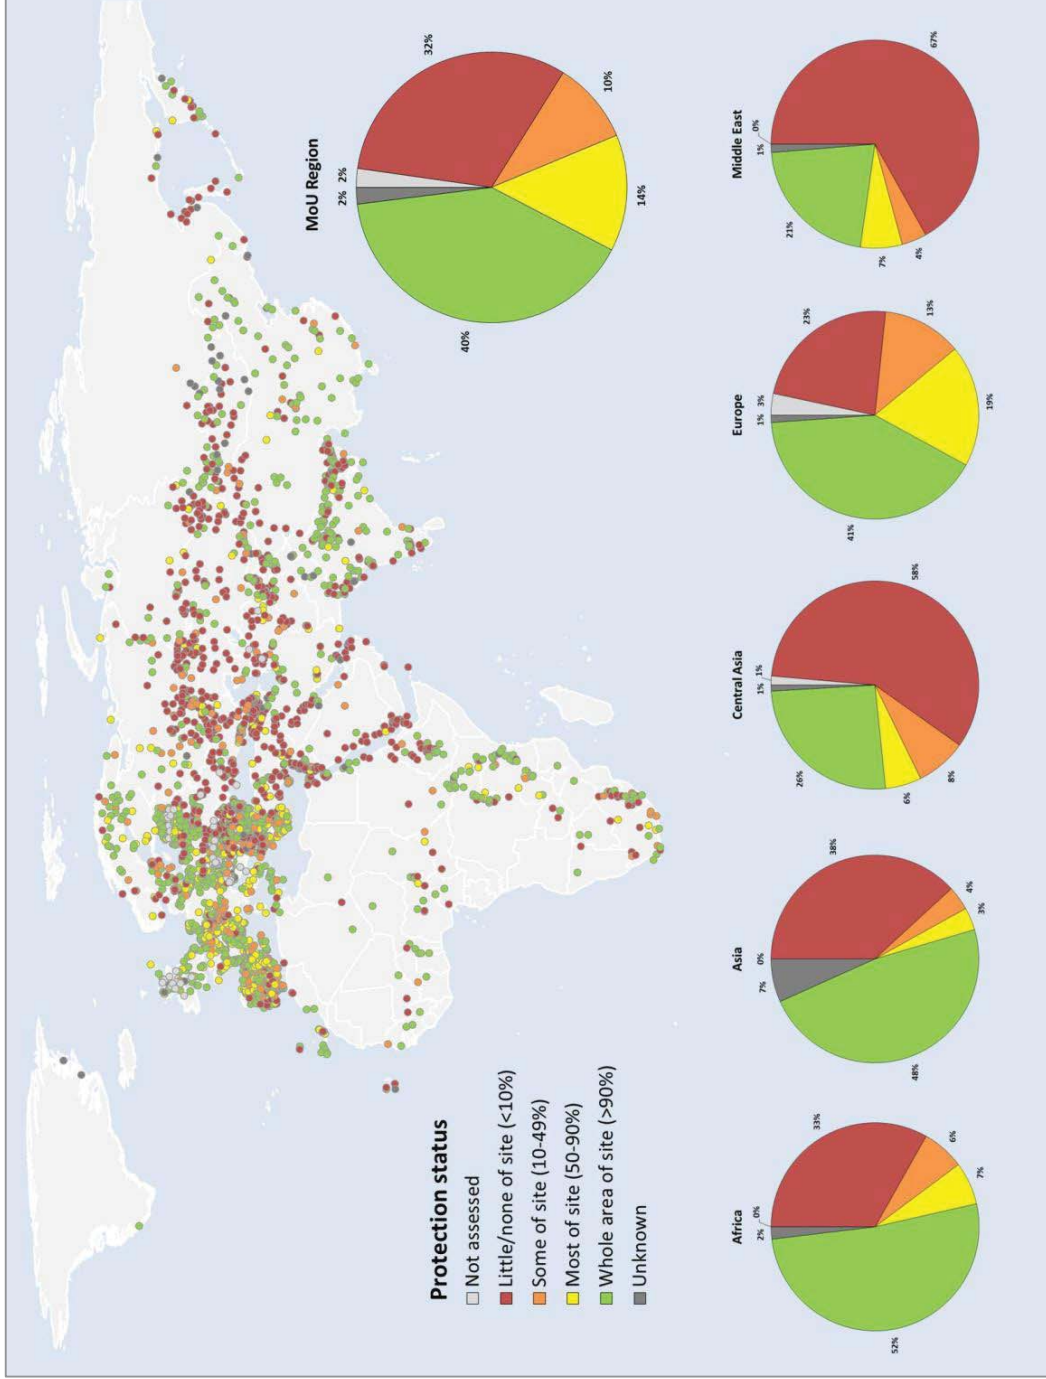 MoU Region
2%
2%
32%
10%
14%
40%
Protection status
Not assessed
Little/none of site (<10%)
Some of site (10-49%)
Most of site (50-90%)
Whole area of site (>90%)
Unknown
Africa
2%
0%
33%
6%
7%
52%
Asia
7%
0%
38%
4%
3%
48%
Central Asia
1%
1%
58%
8%
6%
26%
Europe
1%
3%
23%
13%
19%
41%
Middle East
1%
0%
67%
4%
7%
21%